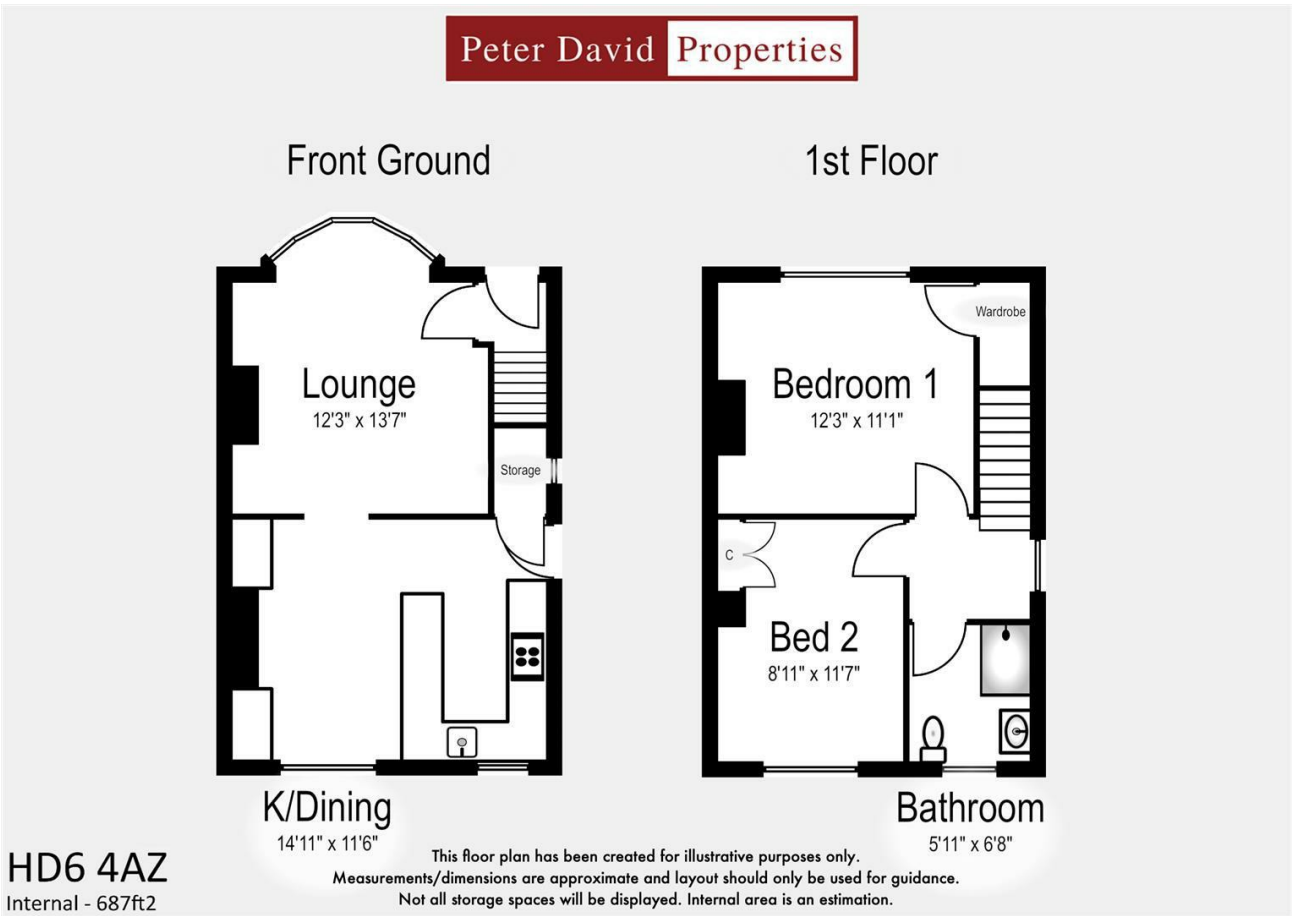 Peter David Properties
Front Ground
1st Floor
Lounge
12'3" x 13'7"
Storage
K/Dining
14'11" x 11'6"
Wardrobe
Bedroom 1
12'3" x 11'1"
C
Bed 2
8'11" x 11'7"
Bathroom
5'11" x 6'8"
HD6 4AZ
Internal - 687ft2
This floor plan has been created for illustrative purposes only.
Measurements/dimensions are approximate and layout should only be used for guidance.
Not all storage spaces will be displayed. Internal area is an estimation.